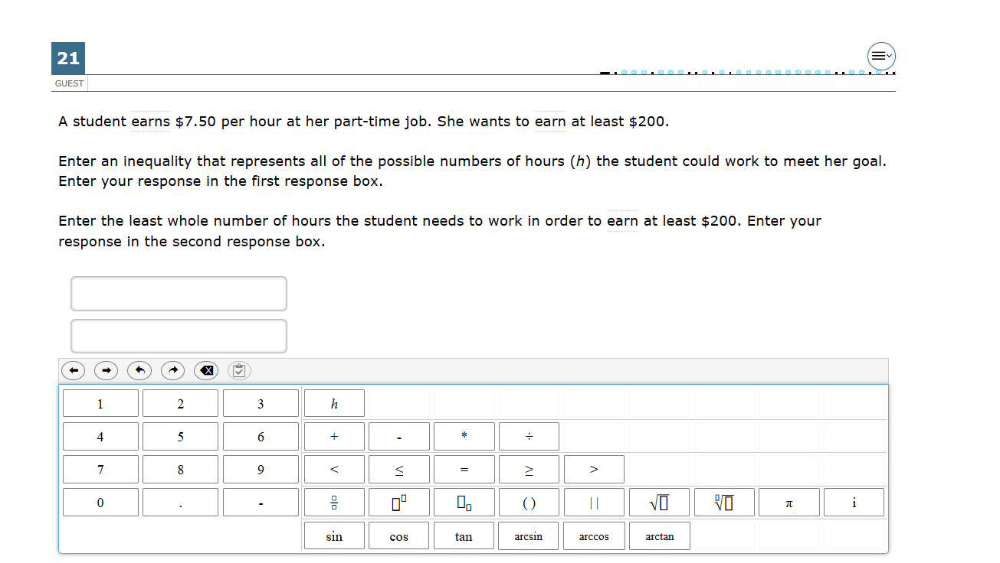 21
GUEST
A student earns $7.50 per hour at her part-time job. She wants to earn at least $200.
Enter an inequality that represents all of the possible numbers of hours (h) the student could work to meet her goal.
Enter your response in the first response box.
Enter the least whole number of hours the student needs to work in order to earn at least $200. Enter your
response in the second response box.
1 2 3 h
4 5 6 + - * ÷
7 8 9 < ≤ = ≥ >
0 . - ( ) | | √ √ π i
sin cos tan arcsin arccos arctan